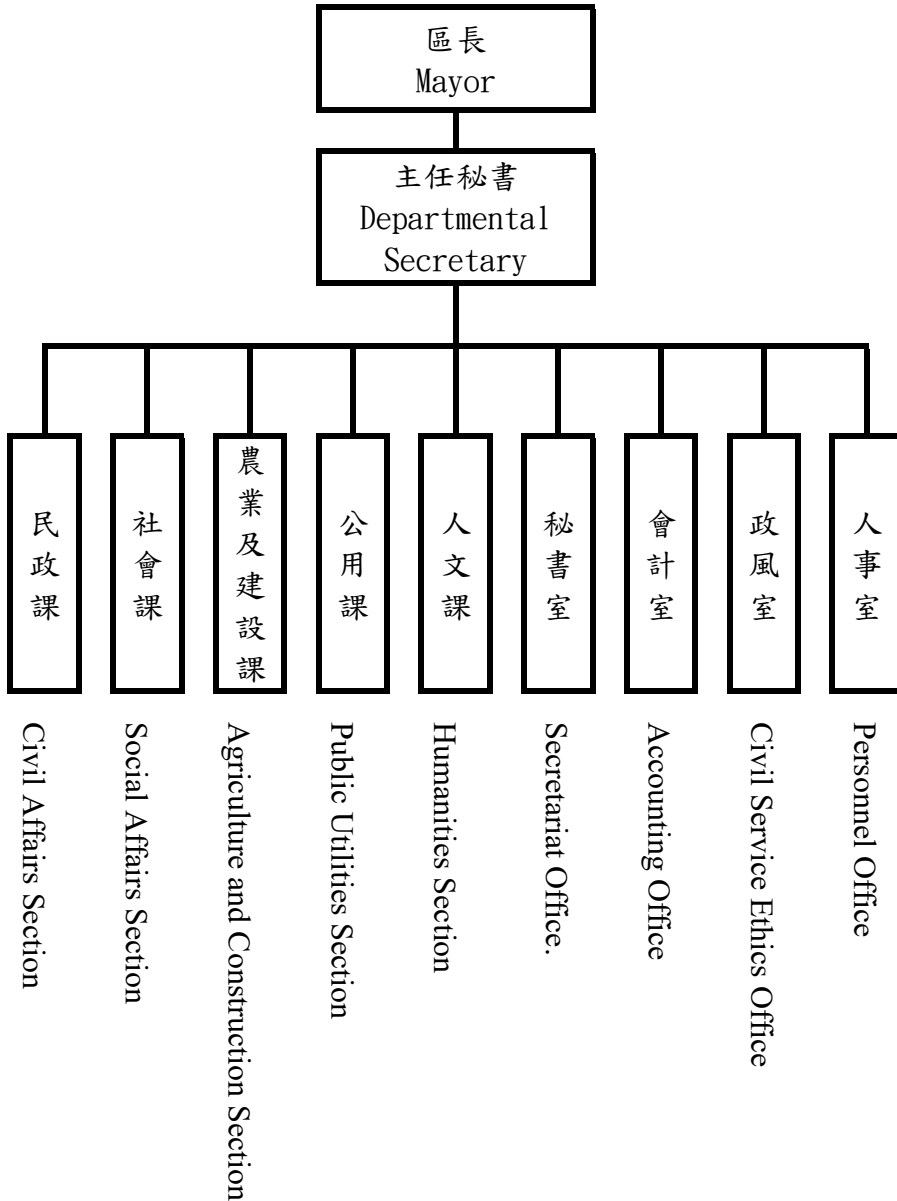 區長
Mayor
主任秘書
Departmental
Secretary
民政課
社會課
農業及建設課
公用課
人文課
秘書室
會計室
政風室
人事室
Civil Affairs Section
Social Affairs Section
Agriculture and Construction Section
Public Utilities Section
Humanities Section
Secretariat Office.
Accounting Office
Civil Service Ethics Office
Personnel Office